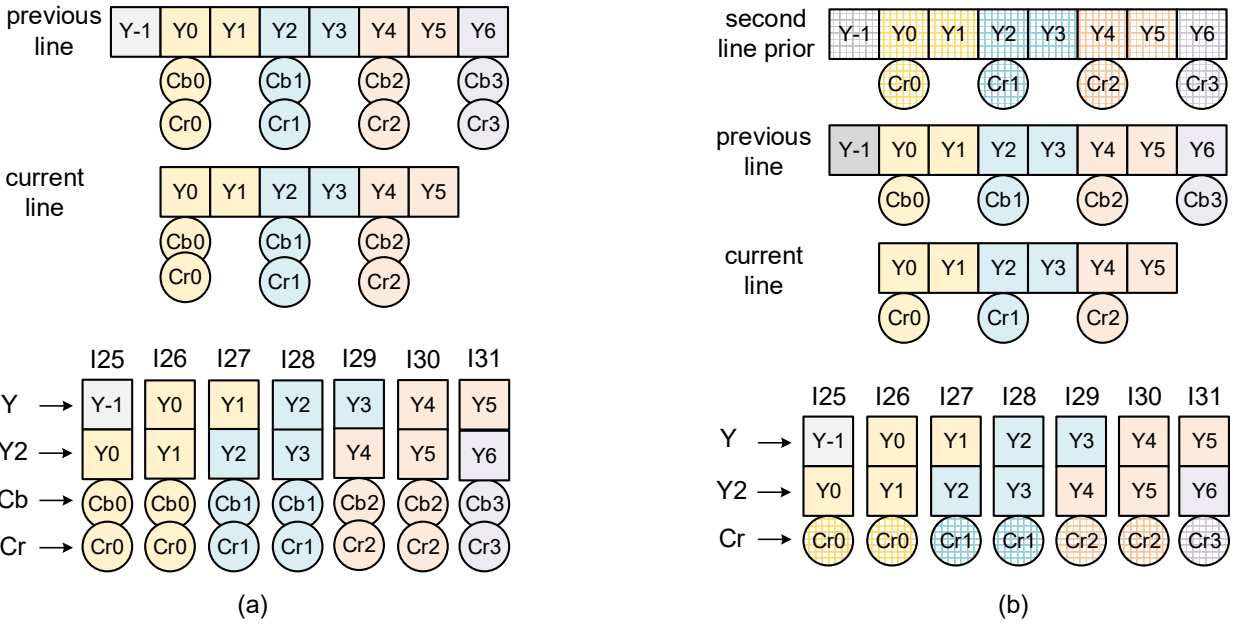 previous
line
Y-1 Y0 Y1 Y2 Y3 Y4 Y5 Y6
Cb0 Cb1 Cb2 Cb3
Cr0 Cr1 Cr2 Cr3
current
line
Y0 Y1 Y2 Y3 Y4 Y5
Cb0 Cb1 Cb2
Cr0 Cr1 Cr2
I25 I26 I27 I28 I29 I30 I31
Y Y-1 Y0 Y1 Y2 Y3 Y4 Y5
Y2 Y0 Y1 Y2 Y3 Y4 Y5 Y6
Cb Cb0 Cb0 Cb1 Cb1 Cb2 Cb2 Cb3
Cr Cr0 Cr0 Cr1 Cr1 Cr2 Cr2 Cr3
(a)
second
line prior
Y-1 Y0 Y1 Y2 Y3 Y4 Y5 Y6
Cr0 Cr1 Cr2 Cr3
previous
line
Y-1 Y0 Y1 Y2 Y3 Y4 Y5 Y6
Cb0 Cb1 Cb2 Cb3
current
line
Y0 Y1 Y2 Y3 Y4 Y5
Cr0 Cr1 Cr2
I25 I26 I27 I28 I29 I30 I31
Y Y-1 Y0 Y1 Y2 Y3 Y4 Y5
Y2 Y0 Y1 Y2 Y3 Y4 Y5 Y6
Cr Cr0 Cr0 Cr1 Cr1 Cr2 Cr2 Cr3
(b)